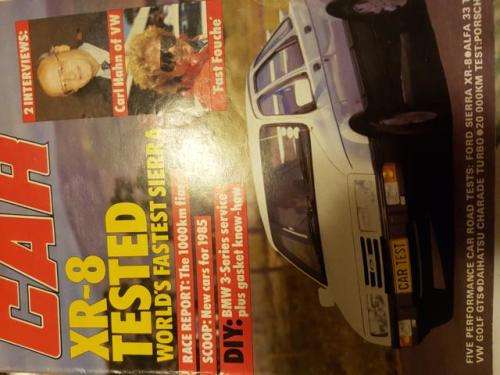 CAR
2 INTERVIEWS:
Carl Hahn of VW
'Fast Fouche'
XR-8
TESTED
WORLD'S FASTEST SIERRA
RACE REPORT: The 1000km
SCOOP: New cars for 1985
DIY: BMW 3-Series service
plus gasket know-how
CAR TEST
FIVE PERFORMANCE CAR ROAD TESTS: FORD SIERRA XR-8●ALFA 33
VW GOLF GTS●DAIHATSU CHARADE TURBO●20 000KM TEST:PORSCH